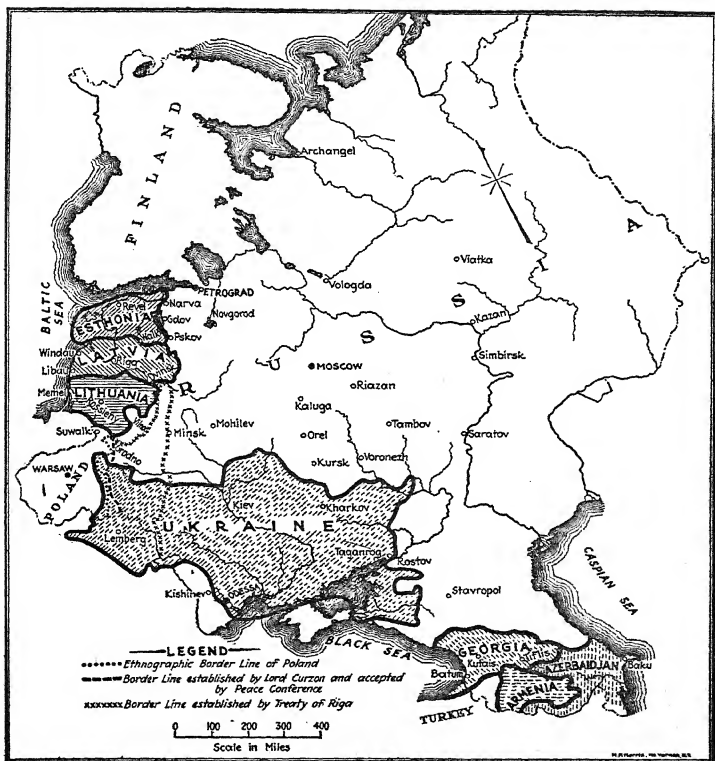 FINLAND
Archangel
RUSSIA
Viatka
Vologda
Kazan
Simbirsk
BALTIC
SEA
PETROGRAD
Novgorod
Revel
Narva
ESTHONIA
Gdov
Pskov
Windau
LATVIA
Riga
Libau
Memel
LITHUANIA
MOSCOW
Riazan
Kaluga
Tambov
Orel
Saratov
Voronezh
Kursk
Suwalki
Grodno
Minsk
Mohilev
WARSAW
POLAND
Kiev
Kharkov
UKRAINE
Lemberg
Taganrog
Rostov
Kishinev
ODESSA
Stavropol
CASPIAN SEA
BLACK SEA
GEORGIA
Kutais
Tiflis
Batum
AZERBAIDJAN
Baku
ARMENIA
TURKEY
LEGEND
Ethnographic Border Line of Poland
Border Line established by Lord Curzon and accepted
by Peace Conference
Border Line established by Treaty of Riga
0 100 200 300 400
Scale in Miles